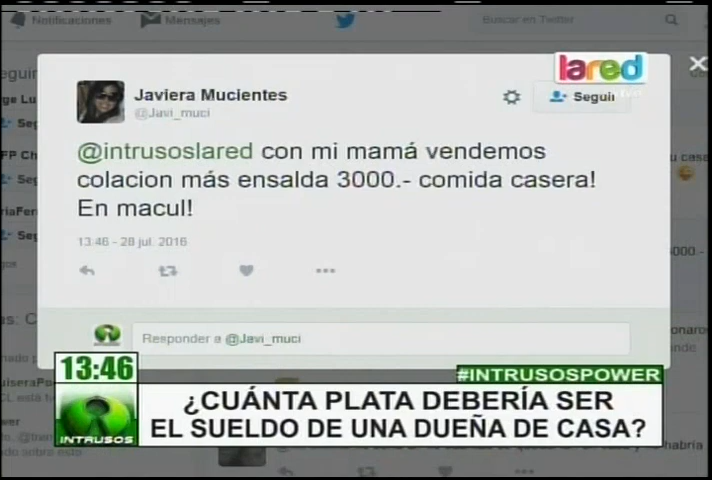 Notificaciones
Mensajes
Buscar en Twitter
lared
Javiera Mucientes
@Javi_muci
Seguir
@intrusoslared con mi mamá vendemos
colacion más ensalda 3000.- comida casera!
En macul!
13:46 - 28 jul. 2016
Responder a @Javi_muci
13:46
INTRUSOS
#INTRUSOSPOWER
¿CUÁNTA PLATA DEBERÍA SER
EL SUELDO DE UNA DUEÑA DE CASA?